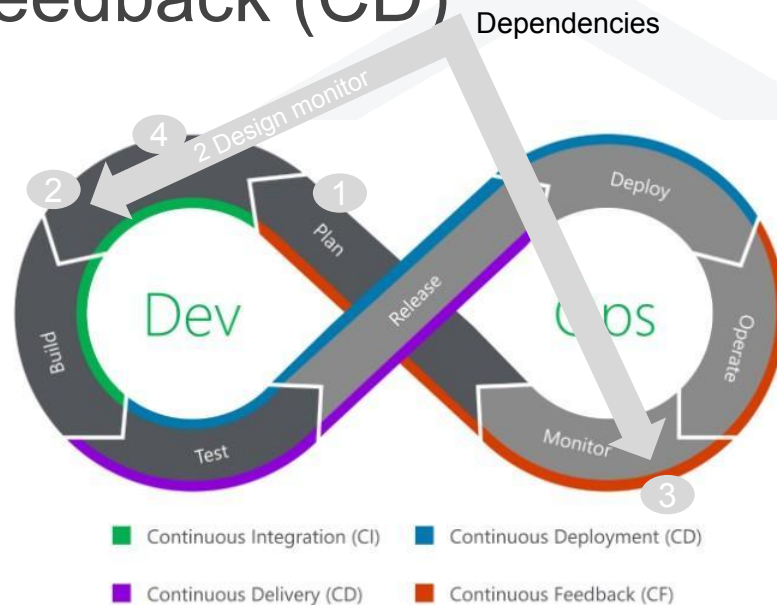 eedback (CD)
Dependencies
2 Design monitor
4
2
1
Plan
Deploy
Dev
Release
Ops
Build
Operate
Test
Monitor
3
Continuous Integration (CI)
Continuous Deployment (CD)
Continuous Delivery (CD)
Continuous Feedback (CF)